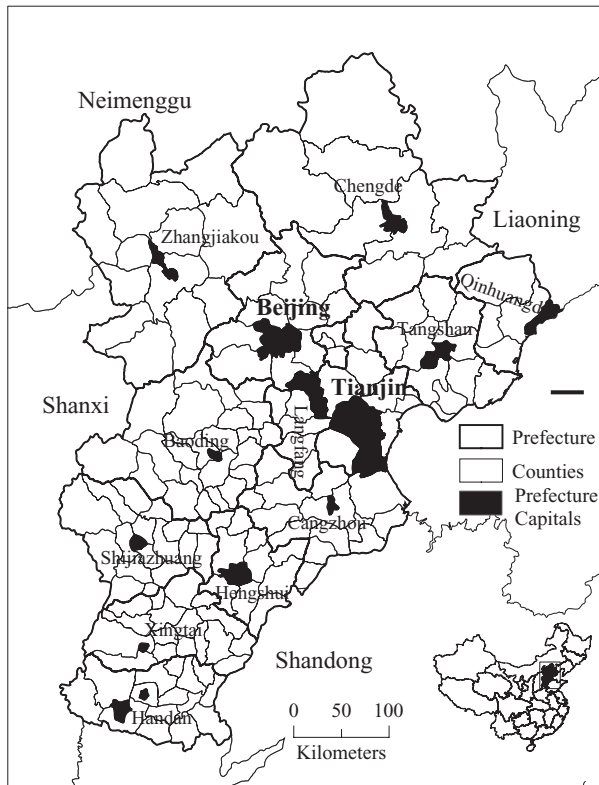 Neimenggu
Chengde
Liaoning
Zhangjiakou
Qinhuangd
Beijing
Tangshan
Tianjin
Shanxi
Langfang
Baoding
Prefecture
Counties
Prefecture
Capitals
Cangzhou
Shijiazhuang
Hengshui
Xingtai
Shandong
Handan
0 50 100
Kilometers